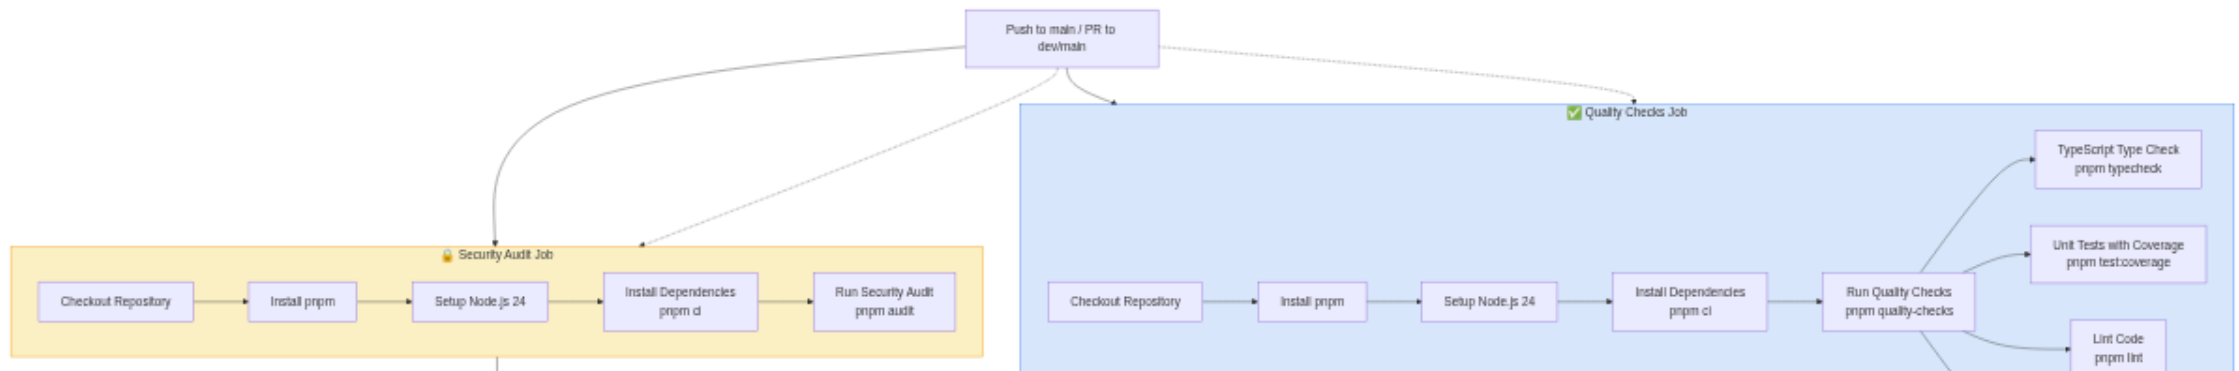 Push to main / PR to
dev/main
✅ Quality Checks Job
TypeScript Type Check
pnpm typecheck
Unit Tests with Coverage
pnpm test:coverage
🔒 Security Audit Job
Checkout Repository
Install pnpm
Setup Node.js 24
Install Dependencies
pnpm ci
Run Security Audit
pnpm audit
Checkout Repository
Install pnpm
Setup Node.js 24
Install Dependencies
pnpm ci
Run Quality Checks
pnpm quality-checks
Lint Code
pnpm lint